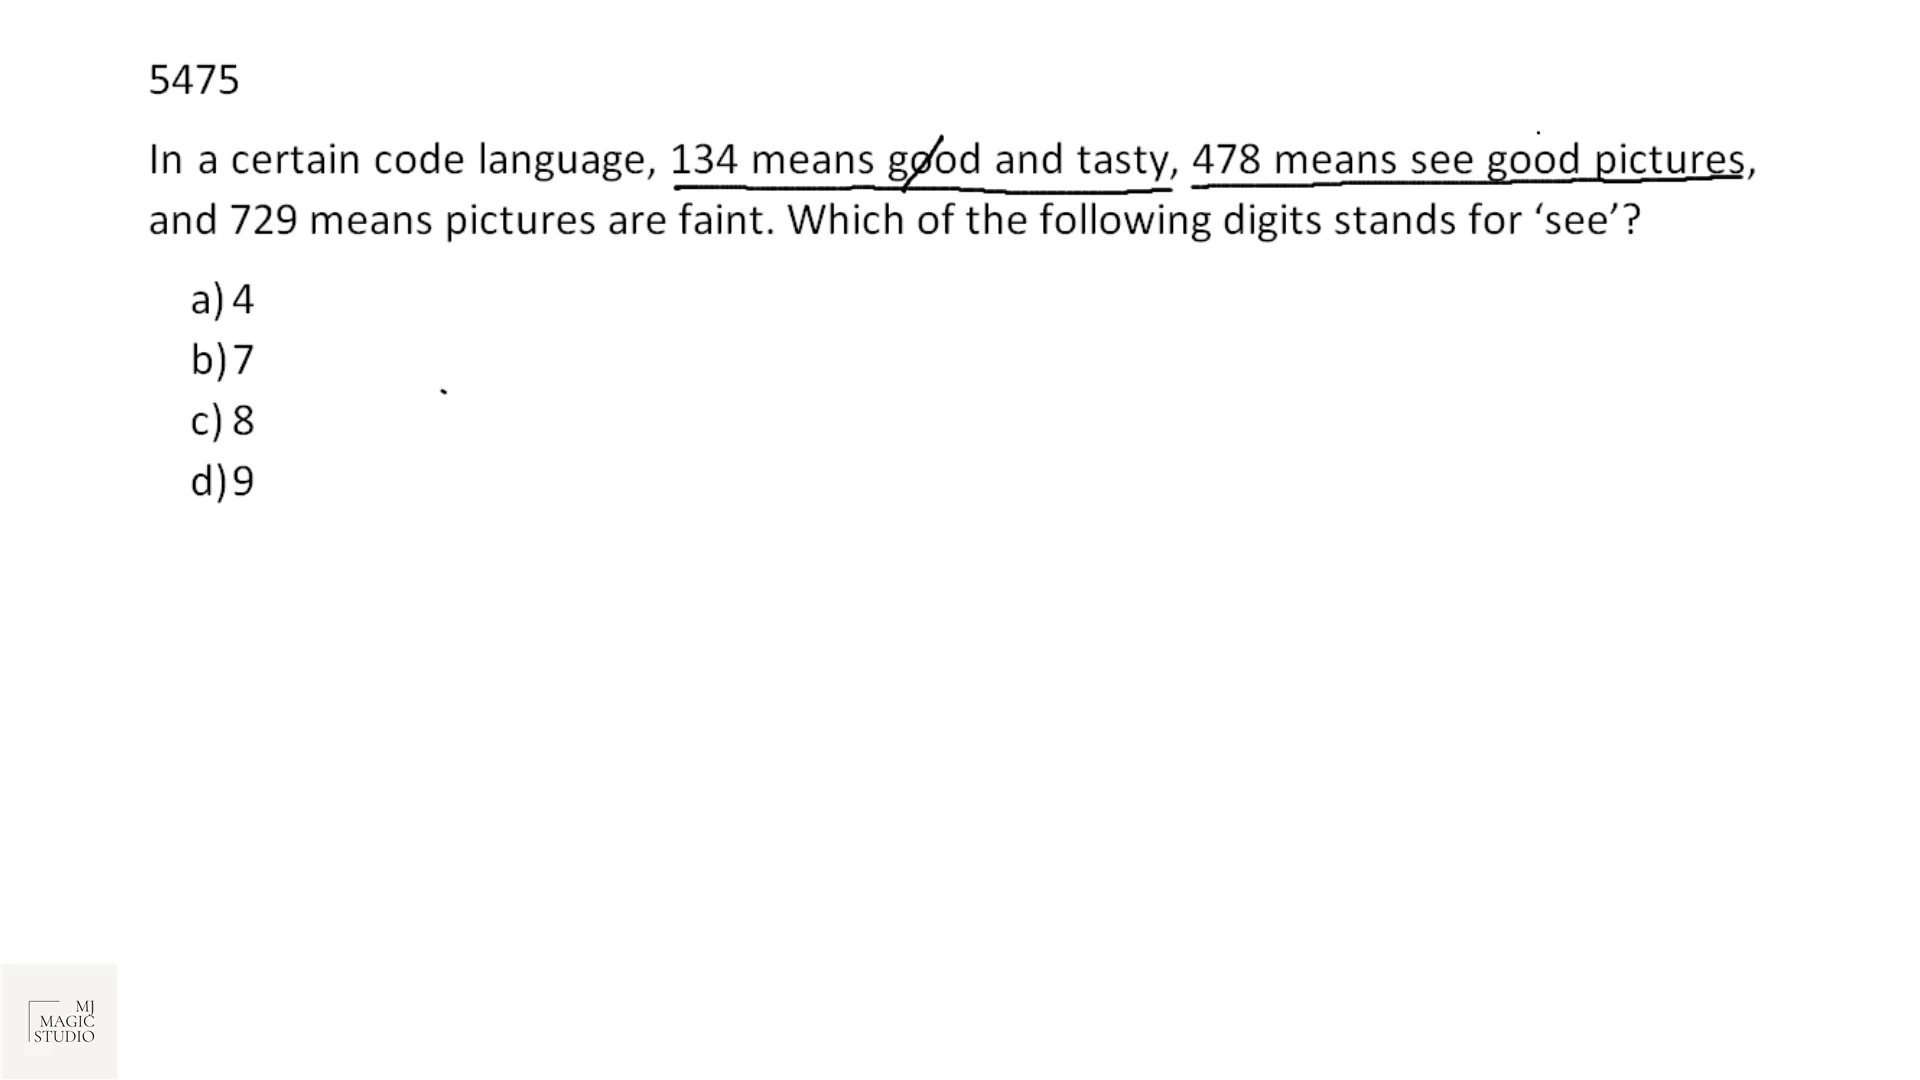 5475
In a certain code language, 134 means good and tasty, 478 means see good pictures,
and 729 means pictures are faint. Which of the following digits stands for ‘see’?
a) 4
b) 7
c) 8
d) 9
MJ
MAGIC
STUDIO